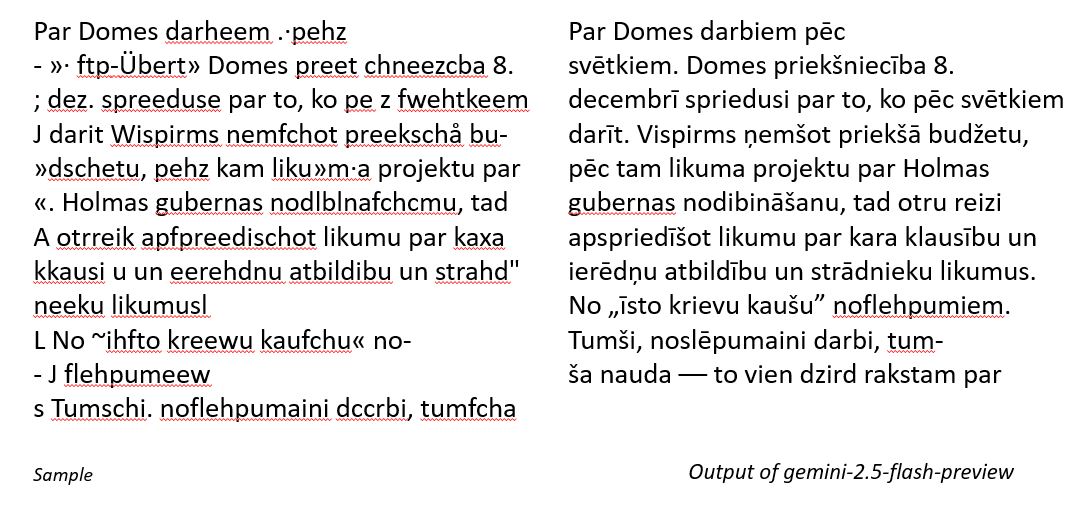 Par Domes darheem .·pehz
- »· ftp-Übert» Domes preet chneezcba 8.
; dez. spreeduse par to, ko pe z fwehtkeem
J darit Wispirms nemfchot preekschå bu-
»dschetu, pehz kam liku»m·a projektu par
«. Holmas gubernas nodlblnafchcmu, tad
A otrreik apfpreedischot likumu par kaxa
kkausi u un eerehdnu atbildibu un strahd"
neeku likumusl
L No ~ihfto kreewu kaufchu« no-
- J flehpumeew
s Tumschi. noflehpumaini dccrbi, tumfcha
Sample
Par Domes darbiem pēc
svētkiem. Domes priekšniecība 8.
decembrī spriedusi par to, ko pēc svētkiem
darīt. Vispirms ņemšot priekšā budžetu,
pēc tam likuma projektu par Holmas
gubernas nodibināšanu, tad otru reizi
apspriedīšot likumu par kara klausību un
ierēdņu atbildību un strādnieku likumus.
No „īsto krievu kaušu” noflehpumiem.
Tumši, noslēpumaini darbi, tum-
ša nauda — to vien dzird rakstam par
Output of gemini-2.5-flash-preview